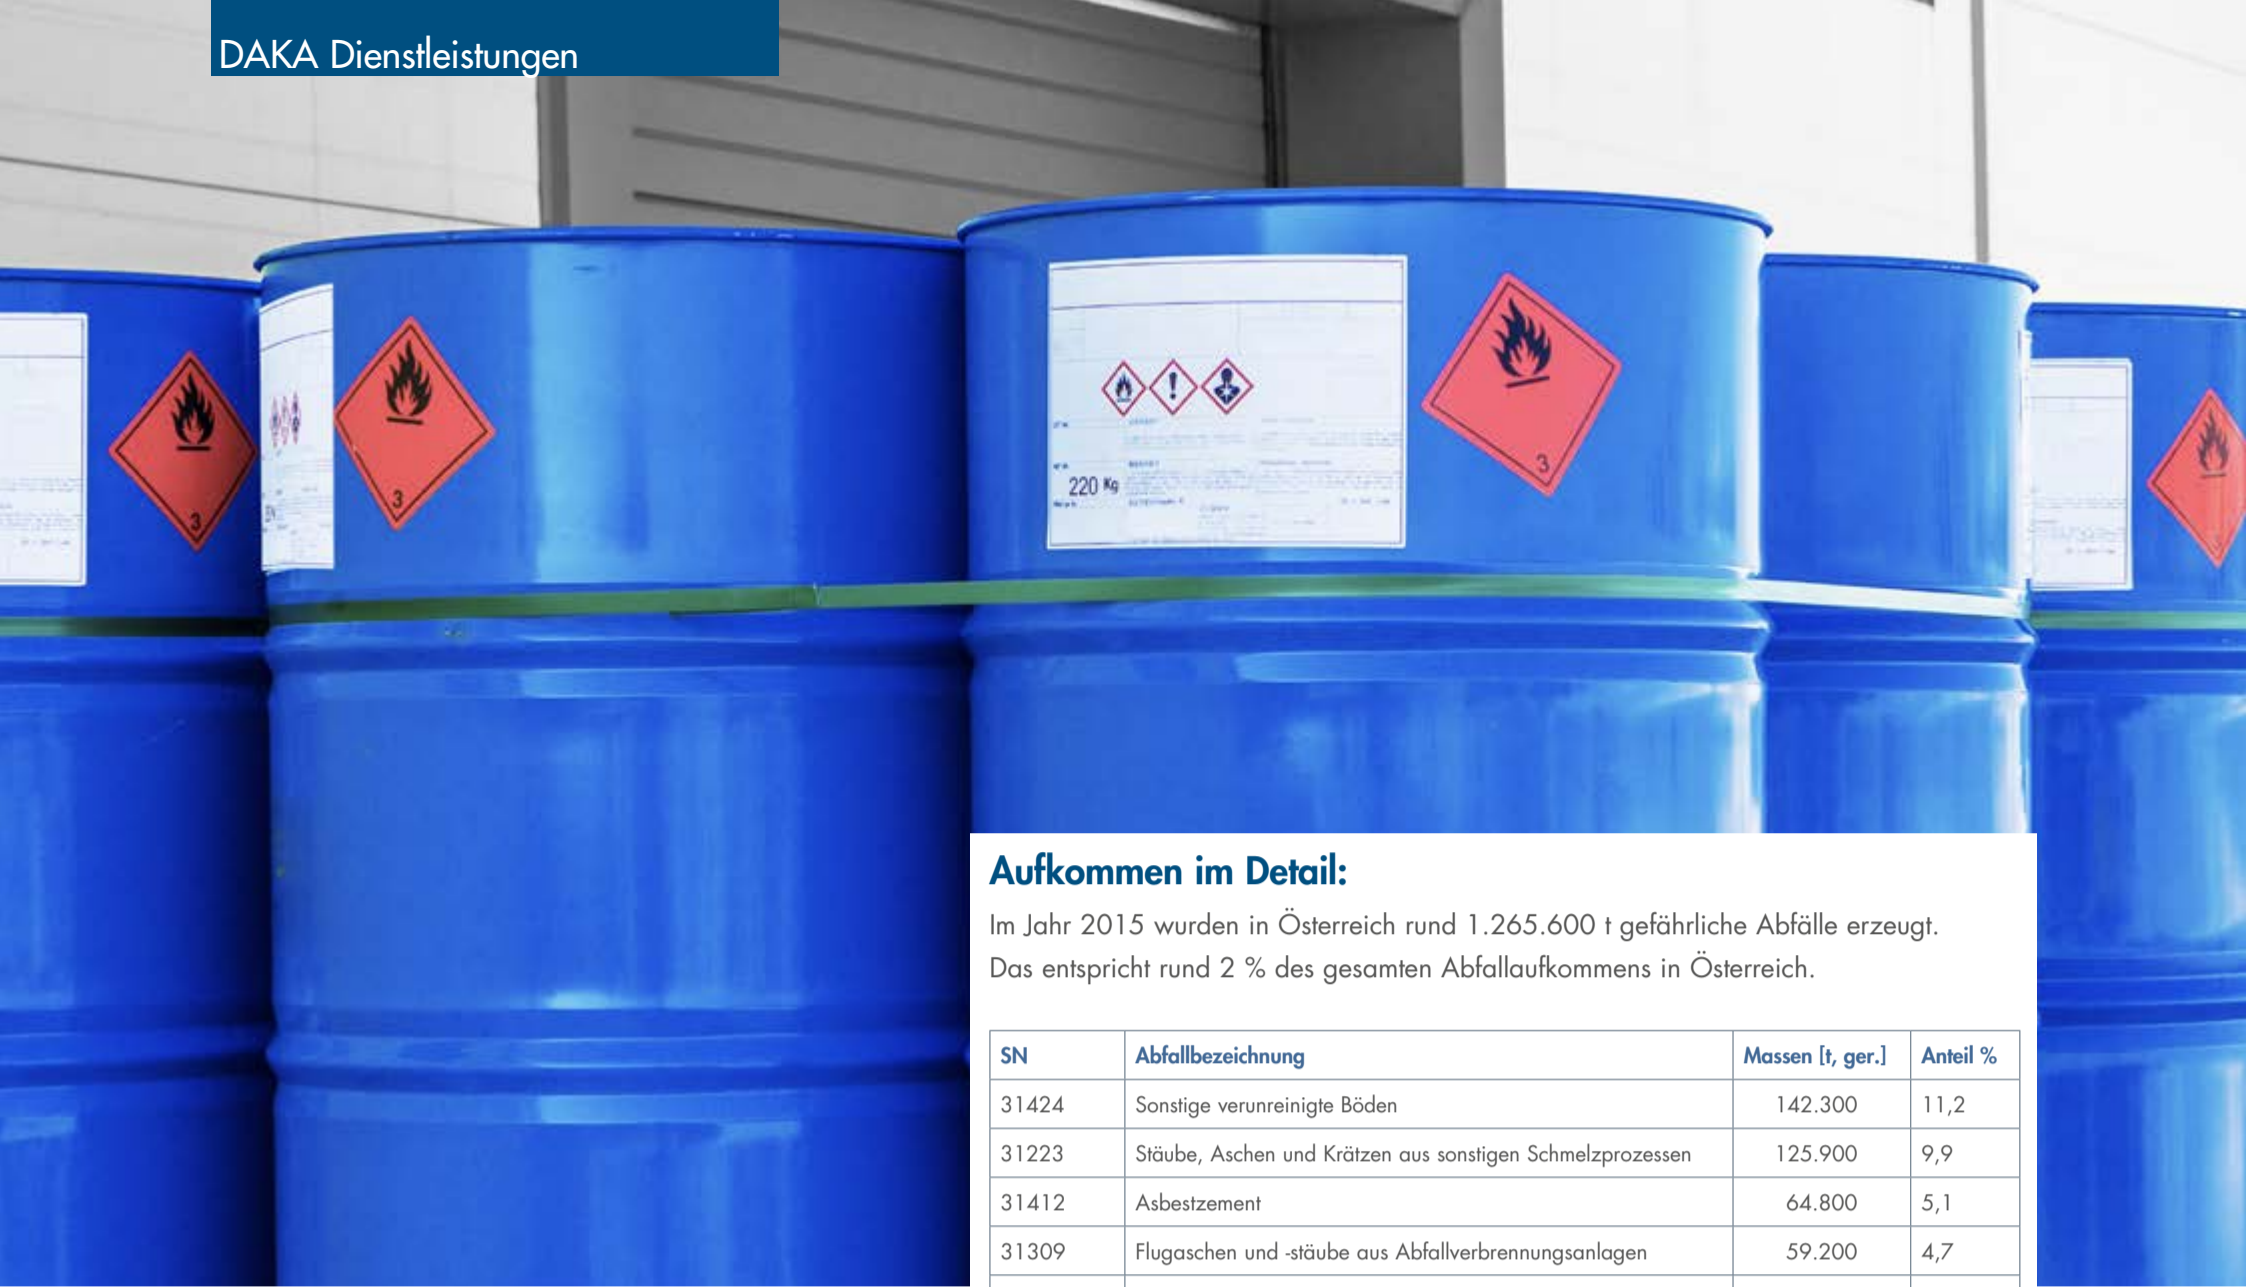 DAKA Dienstleistungen
3
3
220 Kg
3
Aufkommen im Detail:
Im Jahr 2015 wurden in Österreich rund 1.265.600 t gefährliche Abfälle erzeugt.
Das entspricht rund 2 % des gesamten Abfallaufkommens in Österreich.
SN Abfallbezeichnung Massen [t, ger.] Anteil %
31424 Sonstige verunreinigte Böden 142.300 11,2
31223 Stäube, Aschen und Krätzen aus sonstigen Schmelzprozessen 125.900 9,9
31412 Asbestzement 64.800 5,1
31309 Flugaschen und -stäube aus Abfallverbrennungsanlagen 59.200 4,7